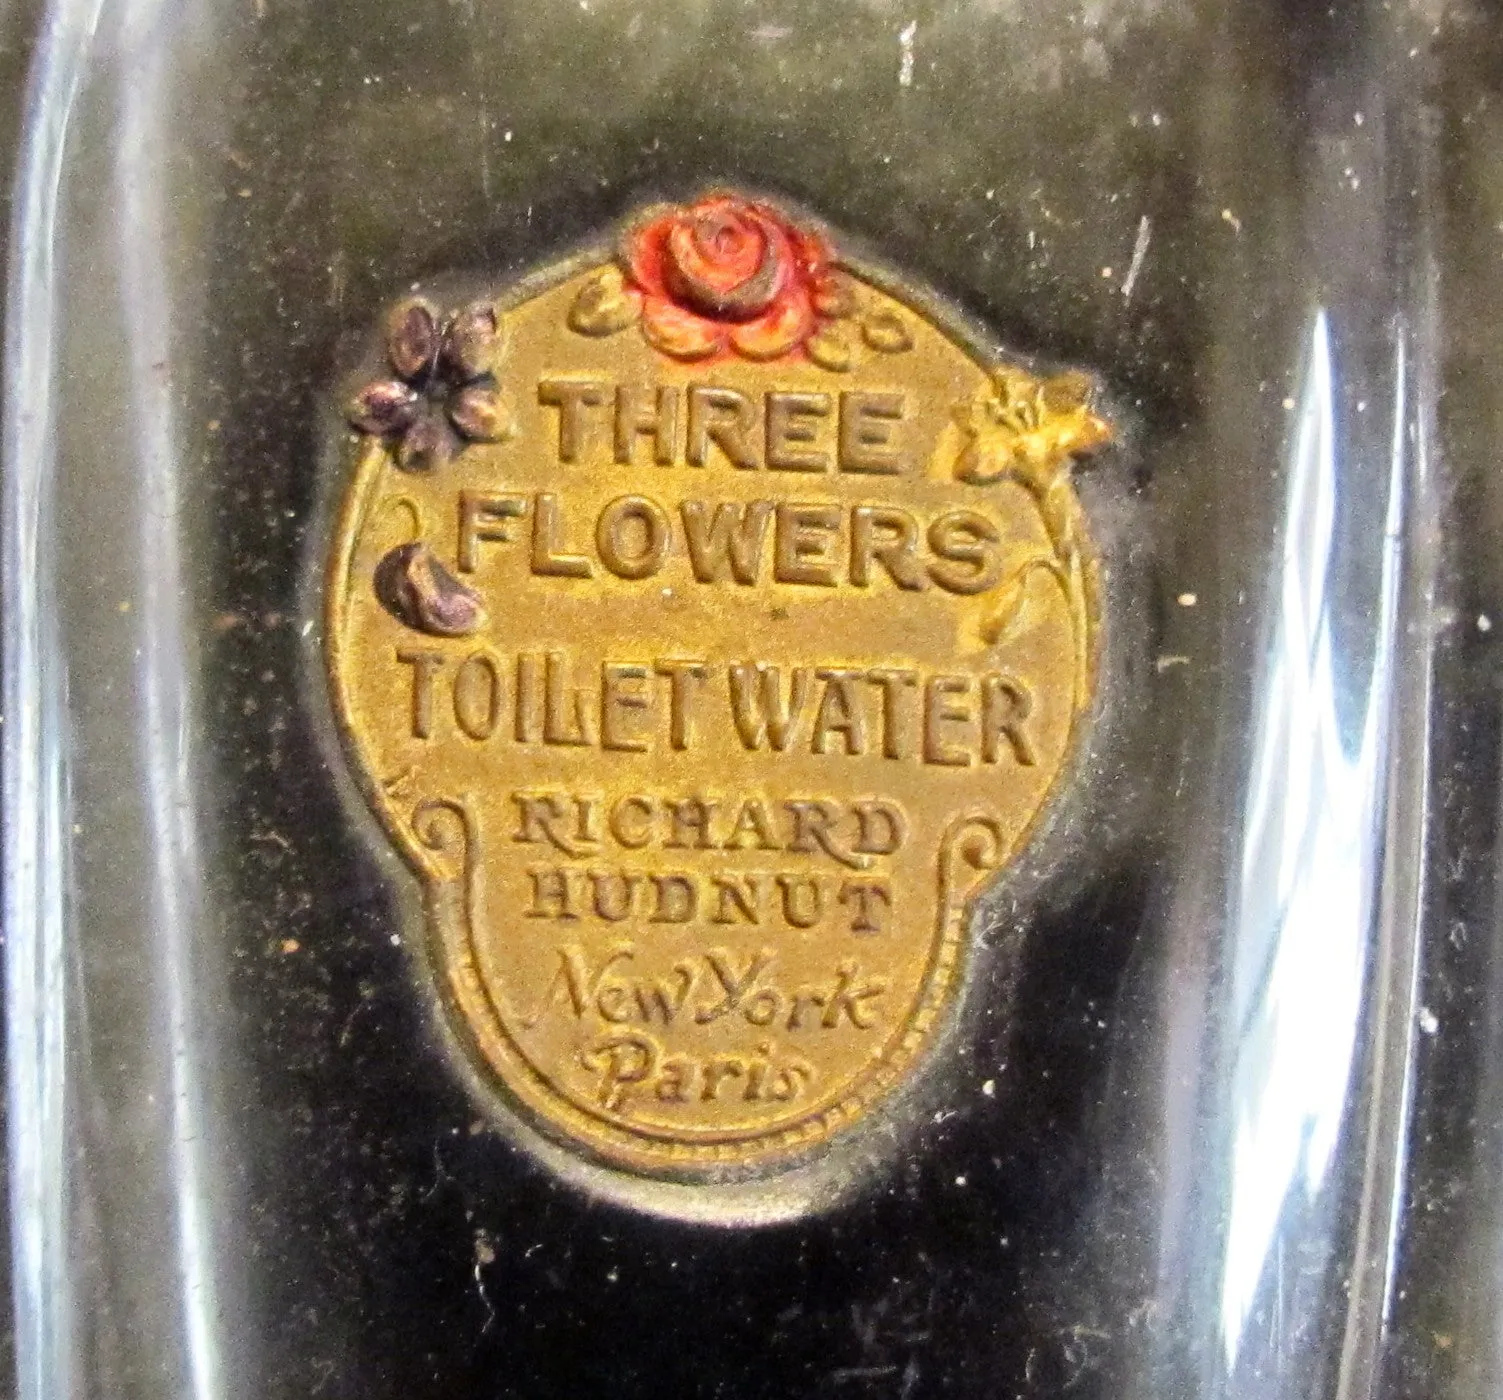 THREE
FLOWERS
TOILET WATER
RICHARD
HUDNUT
New York
Paris